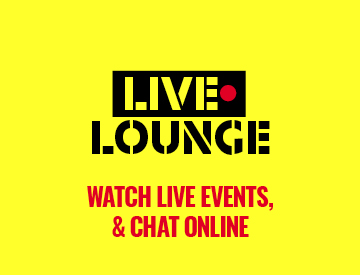 LIVE
LOUNGE
WATCH LIVE EVENTS,
& CHAT ONLINE